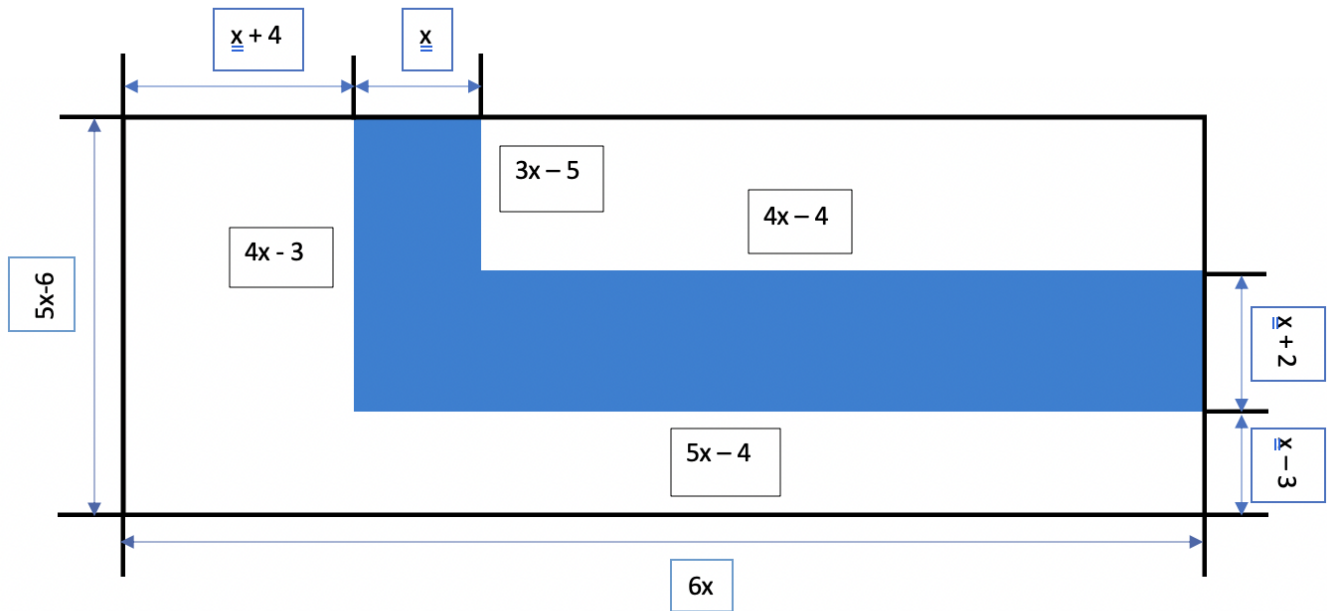 x + 4
x
3x – 5
4x – 4
4x - 3
5x-6
x + 2
x – 3
5x – 4
6x